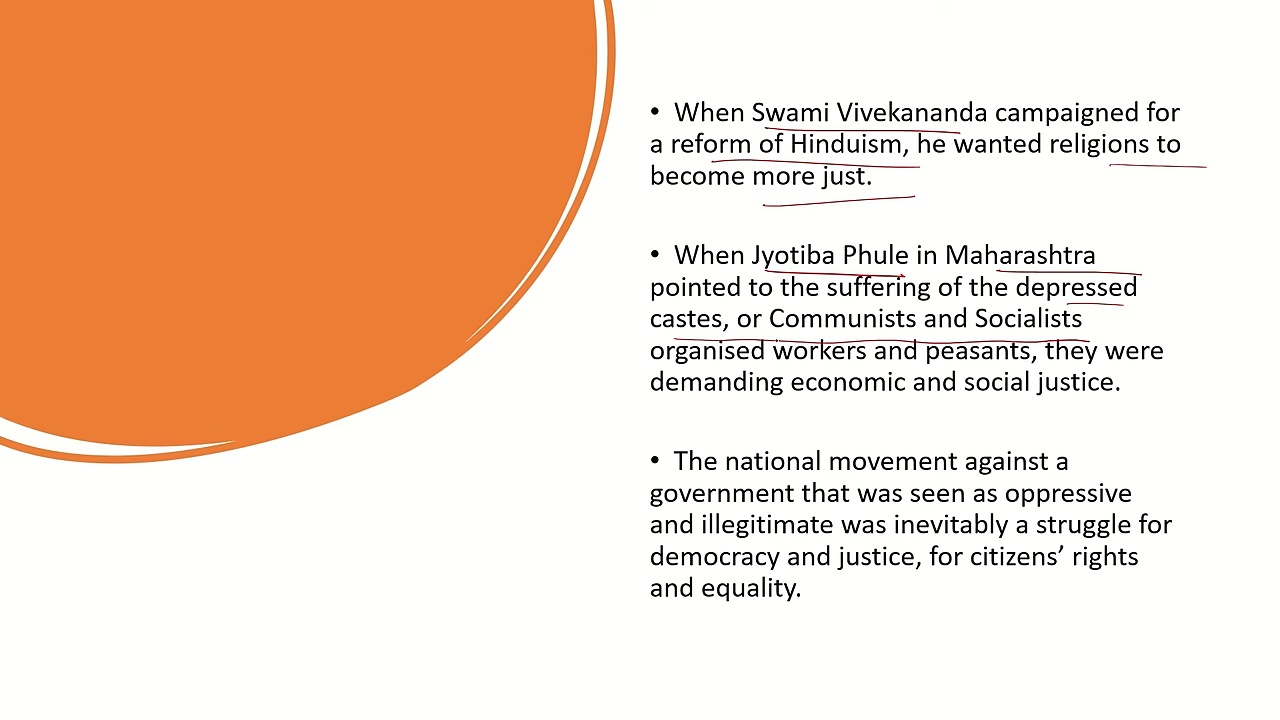 • When Swami Vivekananda campaigned for
a reform of Hinduism, he wanted religions to
become more just.
• When Jyotiba Phule in Maharashtra
pointed to the suffering of the depressed
castes, or Communists and Socialists
organised workers and peasants, they were
demanding economic and social justice.
• The national movement against a
government that was seen as oppressive
and illegitimate was inevitably a struggle for
democracy and justice, for citizens’ rights
and equality.